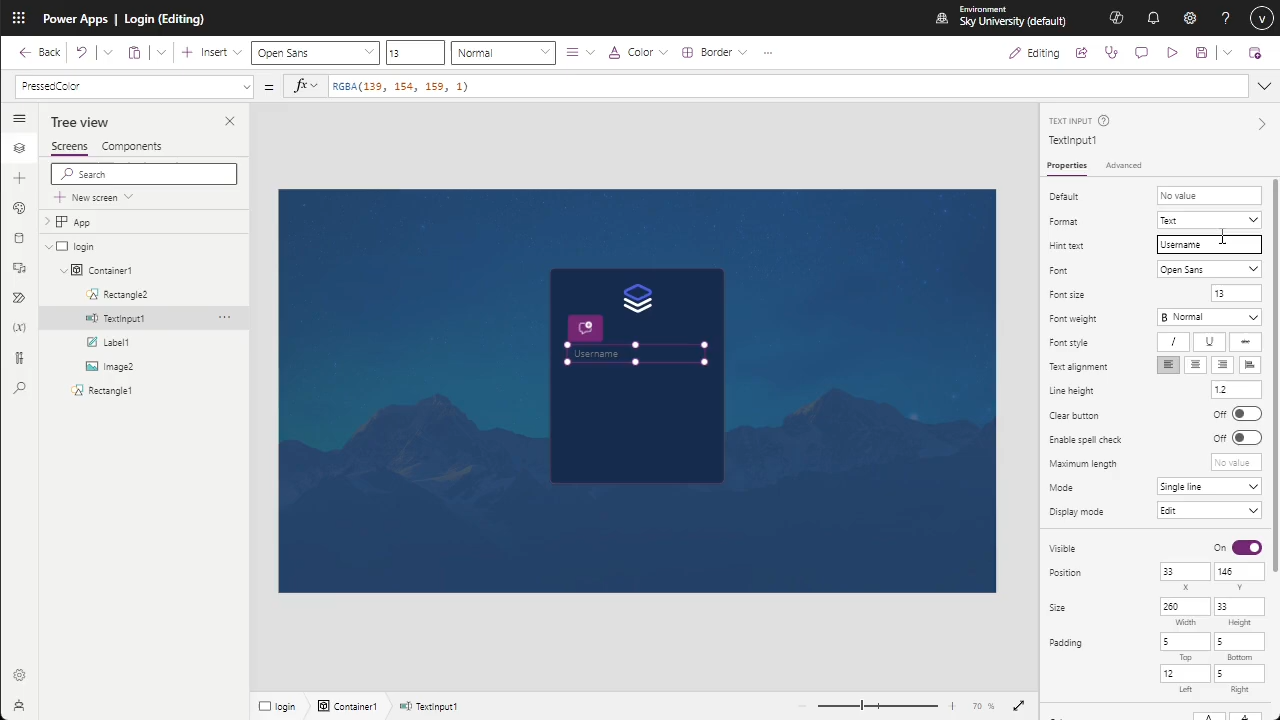 Power Apps | Login (Editing)
Environment
Sky University (default)
? V
Back
Insert
Open Sans
13
Normal
Color
Border
...
Editing
PressedColor
=
fx
RGBA(139, 154, 159, 1)
Tree view
Screens
Components
Search
New screen
App
login
Container1
Rectangle2
TextInput1
...
Label1
Image2
Rectangle1
Username
TEXT INPUT ?
TextInput1
Properties
Advanced
Default No value
Format Text
Hint text Username
Font Open Sans
Font size 13
Font weight B Normal
Font style / U abc
Text alignment
Line height 1.2
Clear button Off
Enable spell check Off
Maximum length No value
Mode Single line
Display mode Edit
Visible On
Position 33 146
X Y
Size 260 33
Width Height
Padding 5 5
Top Bottom
12 5
Left Right
login
Container1
TextInput1
70 %